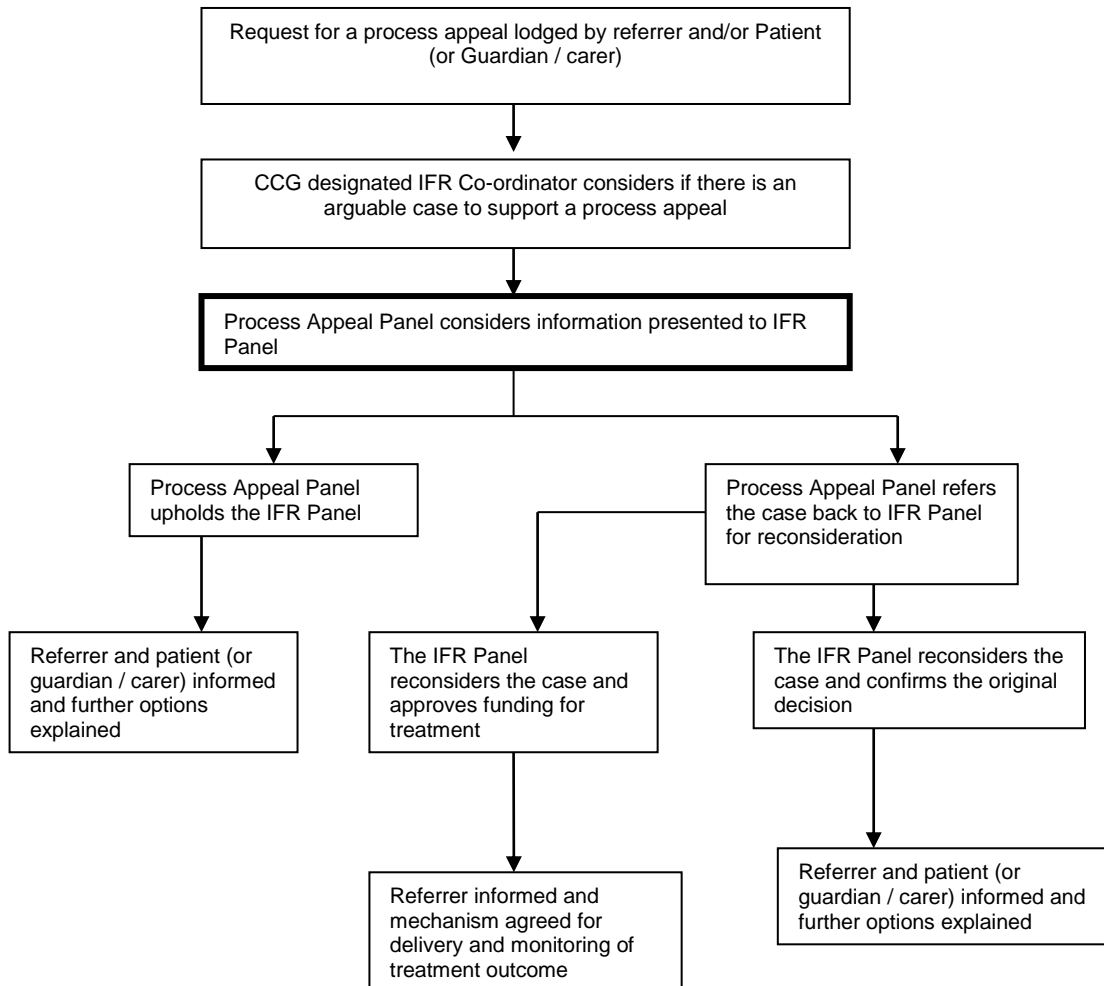 Request for a process appeal lodged by referrer and/or Patient
(or Guardian / carer)
CCG designated IFR Co-ordinator considers if there is an
arguable case to support a process appeal
Process Appeal Panel considers information presented to IFR
Panel
Process Appeal Panel
upholds the IFR Panel
Process Appeal Panel refers
the case back to IFR Panel
for reconsideration
Referrer and patient (or
guardian / carer) informed
and further options
explained
The IFR Panel
reconsiders the case and
approves funding for
treatment
The IFR Panel reconsiders the
case and confirms the original
decision
Referrer informed and
mechanism agreed for
delivery and monitoring of
treatment outcome
Referrer and patient (or
guardian / carer) informed and
further options explained